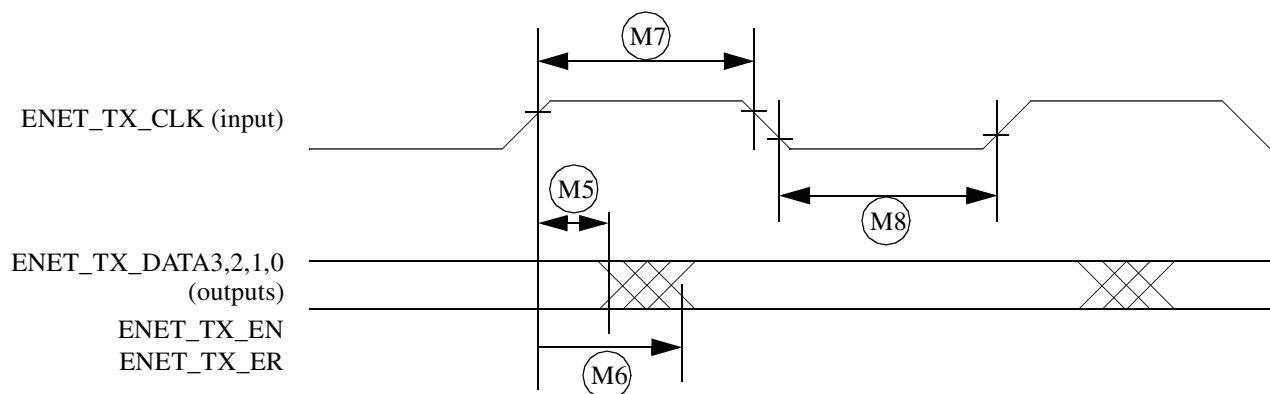 M7
ENET_TX_CLK (input)
M5
M8
ENET_TX_DATA3,2,1,0
(outputs)
ENET_TX_EN
ENET_TX_ER
M6